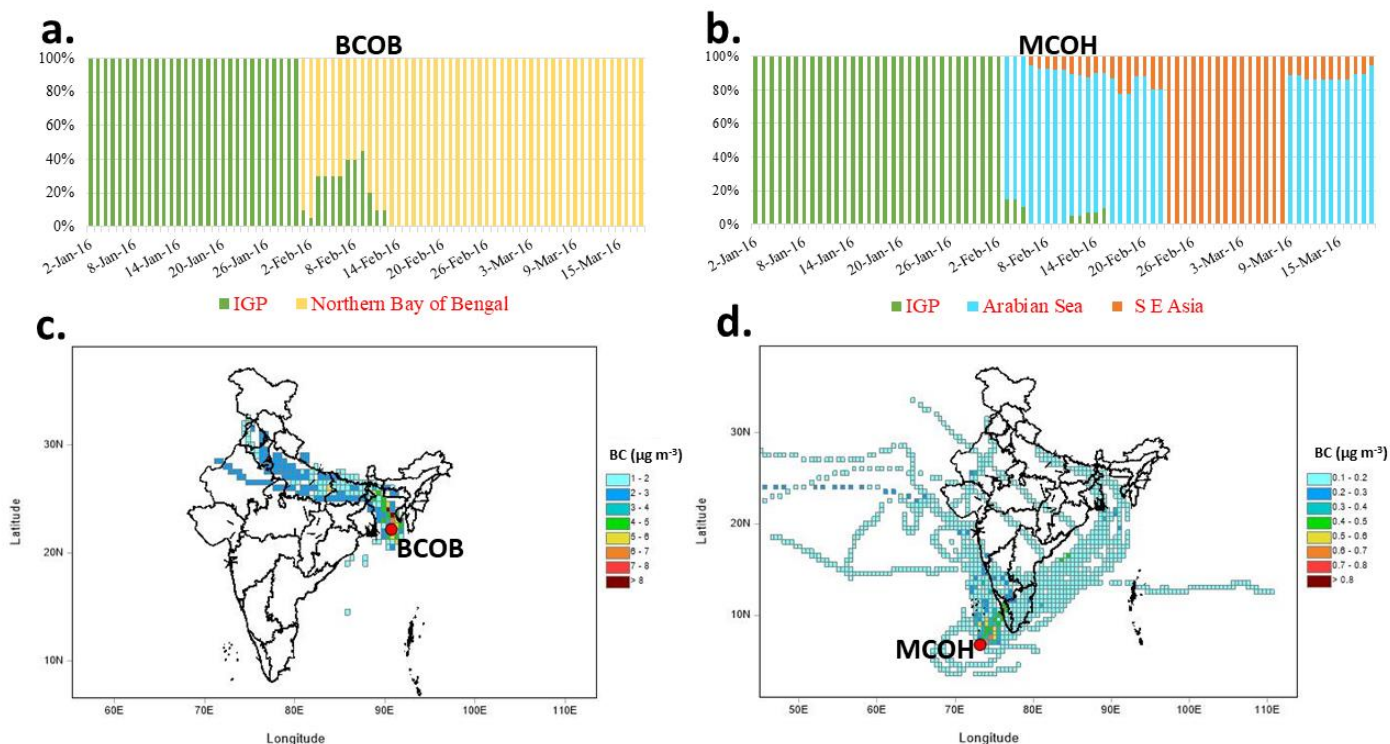 a.
BCOB
100%
80%
60%
40%
20%
0%
2-Jan-16
8-Jan-16
14-Jan-16
20-Jan-16
26-Jan-16
2-Feb-16
8-Feb-16
14-Feb-16
20-Feb-16
26-Feb-16
3-Mar-16
9-Mar-16
15-Mar-16
IGP Northern Bay of Bengal
b.
MCOH
100%
80%
60%
40%
20%
0%
2-Jan-16
8-Jan-16
14-Jan-16
20-Jan-16
26-Jan-16
2-Feb-16
8-Feb-16
14-Feb-16
20-Feb-16
26-Feb-16
3-Mar-16
9-Mar-16
15-Mar-16
IGP Arabian Sea S E Asia
c.
Latitude
30N
20N
10N
BCOB
60E 70E 80E 90E 100E 110E
Longitude
BC (µg m⁻³)
1 - 2
2 - 3
3 - 4
4 - 5
5 - 6
6 - 7
7 - 8
> 8
d.
Latitude
30N
20N
10N
MCOH
50E 60E 70E 80E 90E 100E 110E
Longitude
BC (µg m⁻³)
0.1 - 0.2
0.2 - 0.3
0.3 - 0.4
0.4 - 0.5
0.5 - 0.6
0.6 - 0.7
0.7 - 0.8
> 0.8